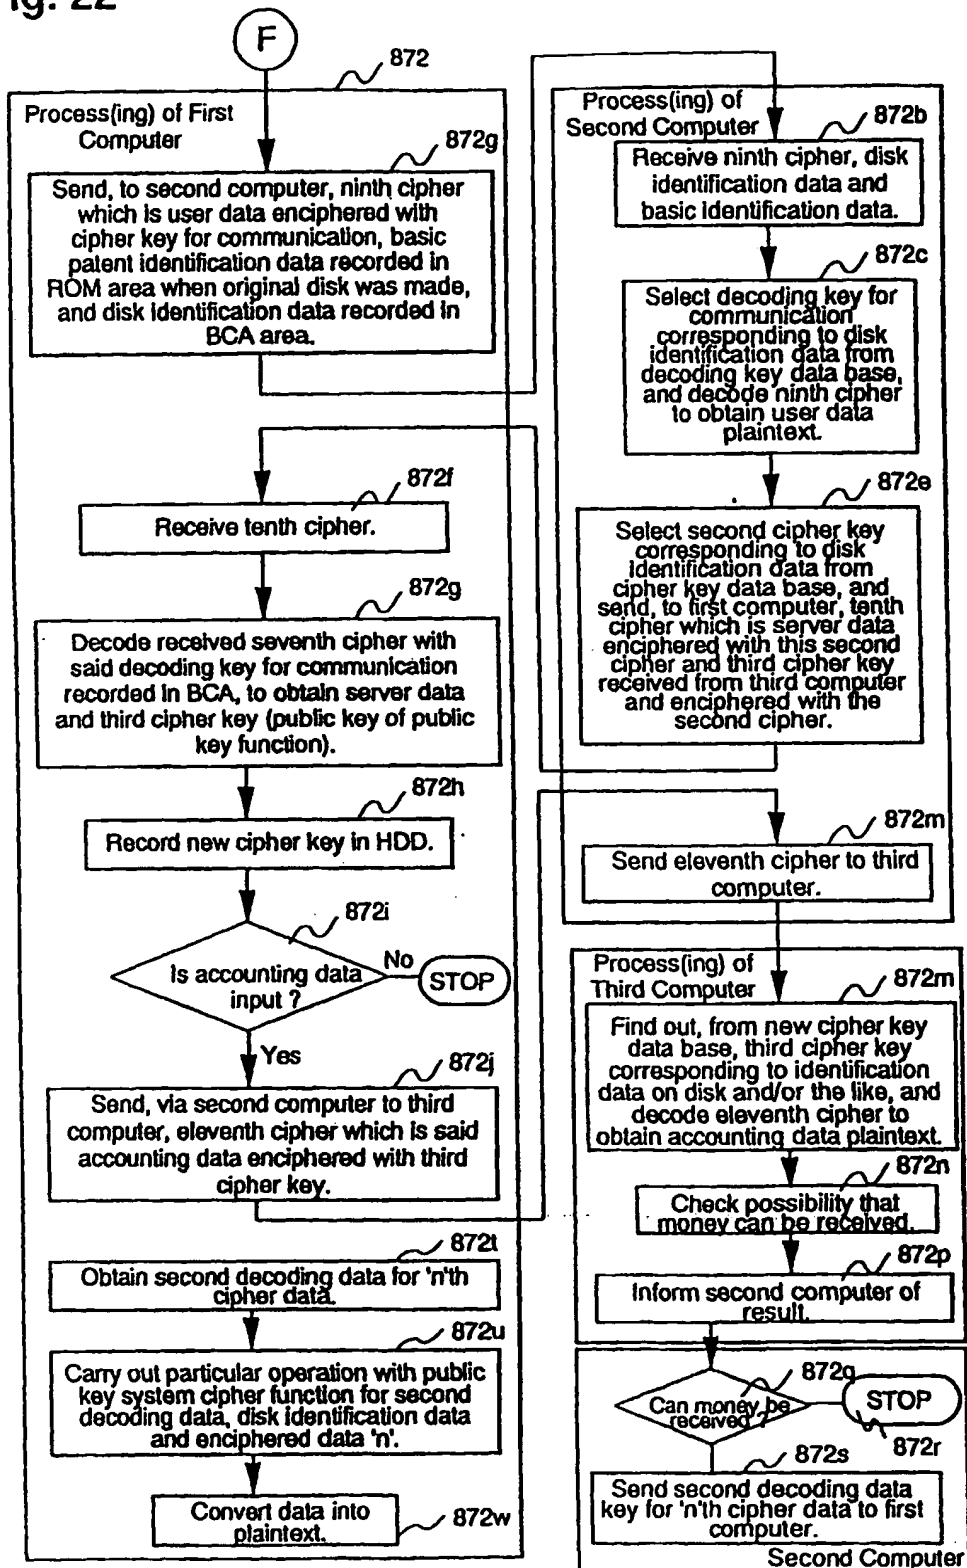 ig. 22
F
872
Process(ing) of First
Computer
872g
Send, to second computer, ninth cipher
which is user data enciphered with
cipher key for communication, basic
patent identification data recorded in
ROM area when original disk was made,
and disk identification data recorded in
BCA area.
872f
Receive tenth cipher.
872g
Decode received seventh cipher with
said decoding key for communication
recorded in BCA, to obtain server data
and third cipher key (public key of public
key function).
872h
Record new cipher key in HDD.
872i
Is accounting data
input ?
No
STOP
Yes
872j
Send, via second computer to third
computer, eleventh cipher which is said
accounting data enciphered with third
cipher key.
872t
Obtain second decoding data for 'n'th
cipher data.
872u
Carry out particular operation with public
key system cipher function for second
decoding data, disk identification data
and enciphered data 'n'.
Convert data into
plaintext.
872w
Process(ing) of
Second Computer
872b
Receive ninth cipher, disk
identification data and
basic identification data.
872c
Select decoding key for
communication
corresponding to disk
identification data from
decoding key data base,
and decode ninth cipher
to obtain user data
plaintext.
872e
Select second cipher key
corresponding to disk
identification data from
cipher key data base, and
send, to first computer, tenth
cipher which is server data
enciphered with this second
cipher and third cipher key
received from third computer
and enciphered with the
second cipher.
872m
Send eleventh cipher to third
computer.
Process(ing) of
Third Computer
872m
Find out, from new cipher key
data base, third cipher key
corresponding to identification
data on disk and/or the like, and
decode eleventh cipher to
obtain accounting data plaintext.
872n
Check possibility that
money can be received.
872p
Inform second computer of
result.
872q
Can money be
received ?
STOP
872r
872s
Send second decoding data
key for 'n'th cipher data to first
computer.
Second Computer